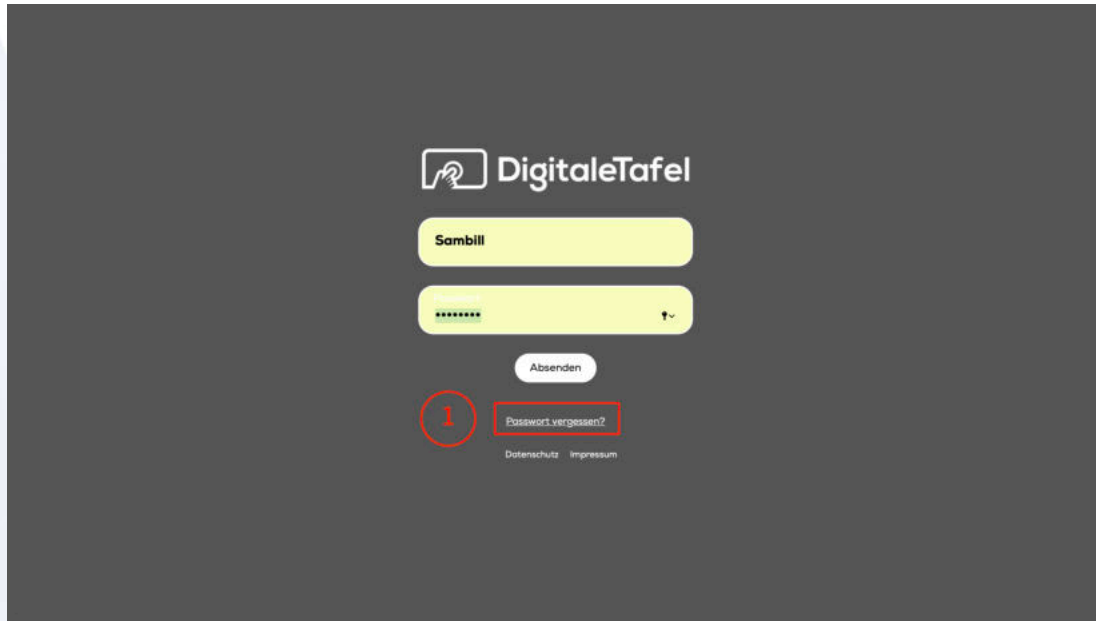 DigitaleTafel
Sambill
••••••••
Absenden
1
Passwort vergessen?
Datenschutz Impressum